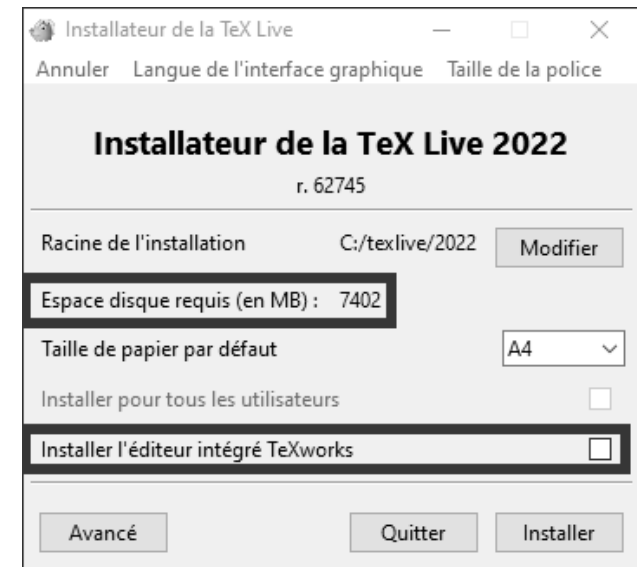 Installateur de la TeX Live
Annuler Langue de l'interface graphique Taille de la police
Installateur de la TeX Live 2022
r. 62745
Racine de l'installation C:/texlive/2022 Modifier
Espace disque requis (en MB) : 7402
Taille de papier par défaut A4
Installer pour tous les utilisateurs
Installer l'éditeur intégré TeXworks
Avancé Quitter Installer